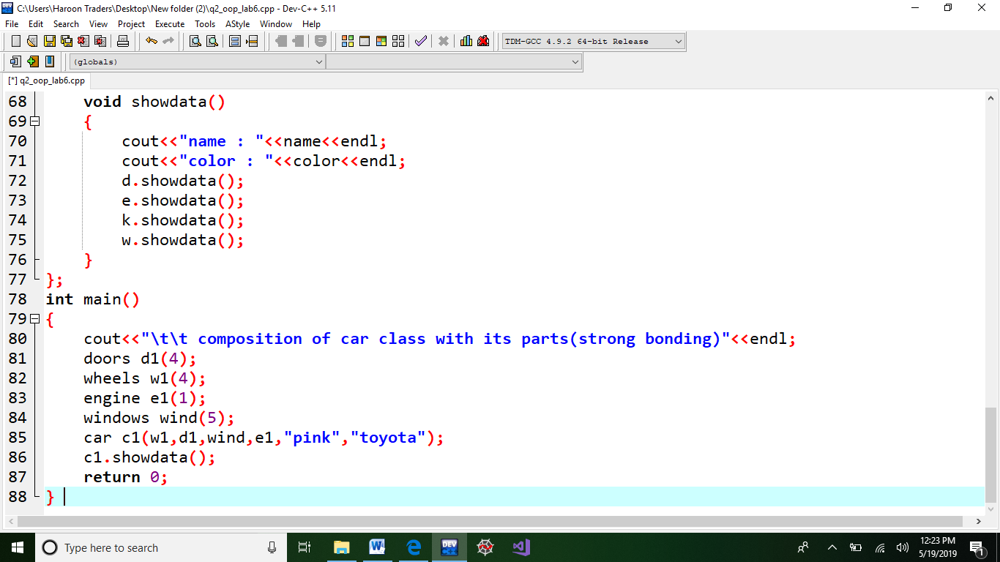 C:\Users\Haroon Traders\Desktop\New folder (2)\q2_oop_lab6.cpp - Dev-C++ 5.11
File Edit Search View Project Execute Tools AStyle Window Help
TDM-GCC 4.9.2 64-bit Release
(globals)
[*] q2_oop_lab6.cpp
68 void showdata()
69 {
70 cout<<"name : "<<name<<endl;
71 cout<<"color : "<<color<<endl;
72 d.showdata();
73 e.showdata();
74 k.showdata();
75 w.showdata();
76 }
77 };
78 int main()
79 {
80 cout<<"\t\t composition of car class with its parts(strong bonding)"<<endl;
81 doors d1(4);
82 wheels w1(4);
83 engine e1(1);
84 windows wind(5);
85 car c1(w1,d1,wind,e1,"pink","toyota");
86 c1.showdata();
87 return 0;
88 }
Type here to search
DEV
12:23 PM
5/19/2019
1